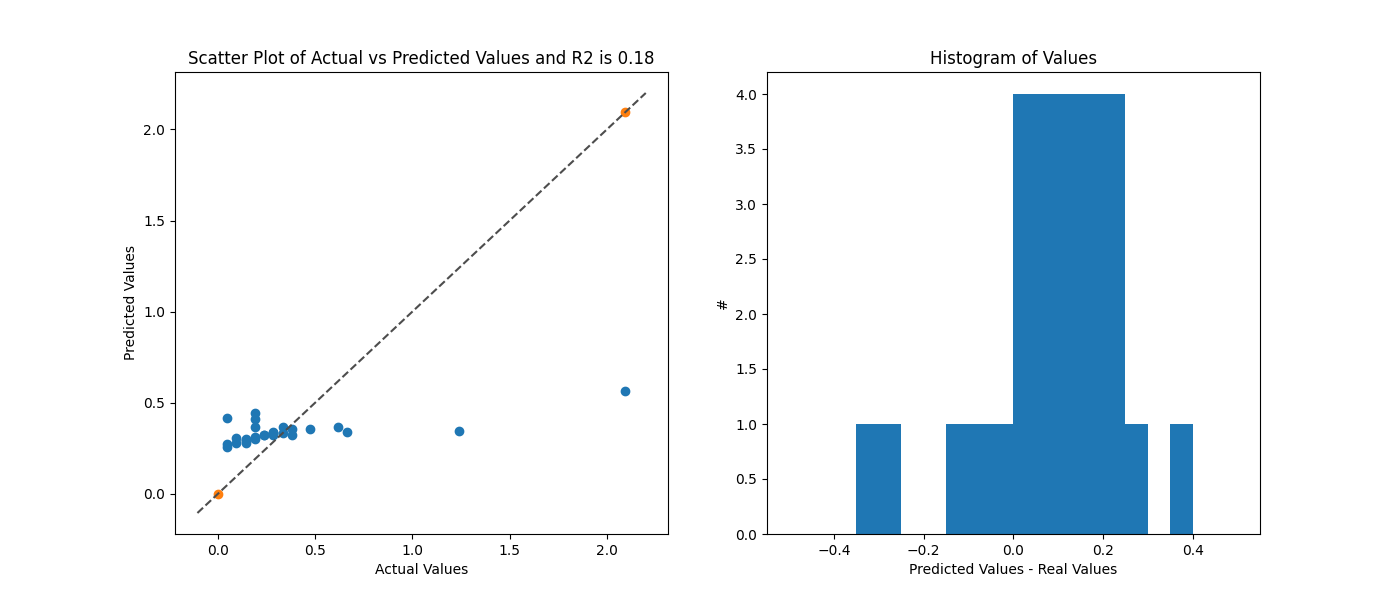 Scatter Plot of Actual vs Predicted Values and R2 is 0.18
Predicted Values
2.0
1.5
1.0
0.5
0.0
0.0 0.5 1.0 1.5 2.0
Actual Values
Histogram of Values
#
4.0
3.5
3.0
2.5
2.0
1.5
1.0
0.5
0.0
−0.4 −0.2 0.0 0.2 0.4
Predicted Values - Real Values